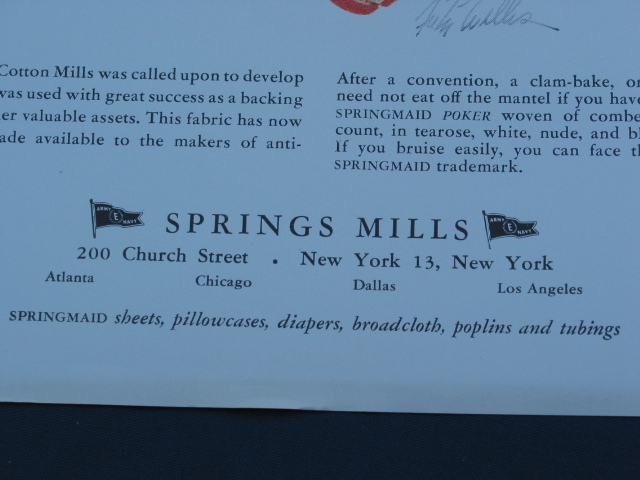 Cotton Mills was called upon to develop
was used with great success as a backing
er valuable assets. This fabric has now
ade available to the makers of anti-
After a convention, a clam-bake, or
need not eat off the mantel if you have
SPRINGMAID POKER woven of combe
count, in tearose, white, nude, and bl
If you bruise easily, you can face th
SPRINGMAID trademark.
ARMY E NAVY
SPRINGS MILLS
ARMY E NAVY
200 Church Street . New York 13, New York
Atlanta Chicago Dallas Los Angeles
SPRINGMAID sheets, pillowcases, diapers, broadcloth, poplins and tubings